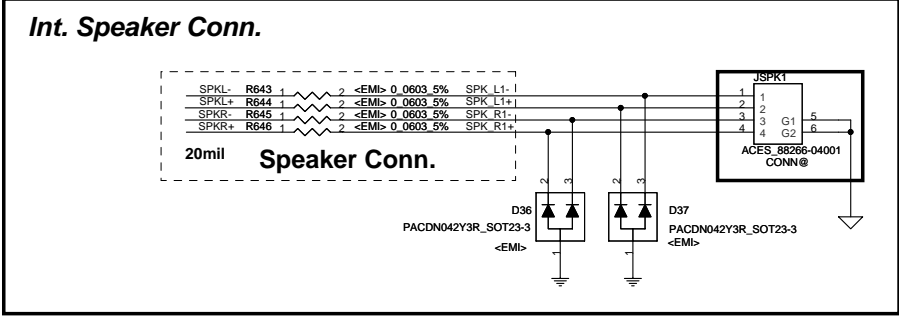 Int. Speaker Conn.
JSPK1
SPKL- R643 1 2 <EMI> 0_0603_5% SPK_L1- 1 1
SPKL+ R644 1 2 <EMI> 0_0603_5% SPK_L1+ 2 2
SPKR- R645 1 2 <EMI> 0_0603_5% SPK_R1- 3 3 G1 5
SPKR+ R646 1 2 <EMI> 0_0603_5% SPK_R1+ 4 4 G2 6
20mil Speaker Conn.
ACES_88266-04001
CONN@
2 3 2 3
D36
PACDN042Y3R_SOT23-3
<EMI>
1
D37
PACDN042Y3R_SOT23-3
<EMI>
1